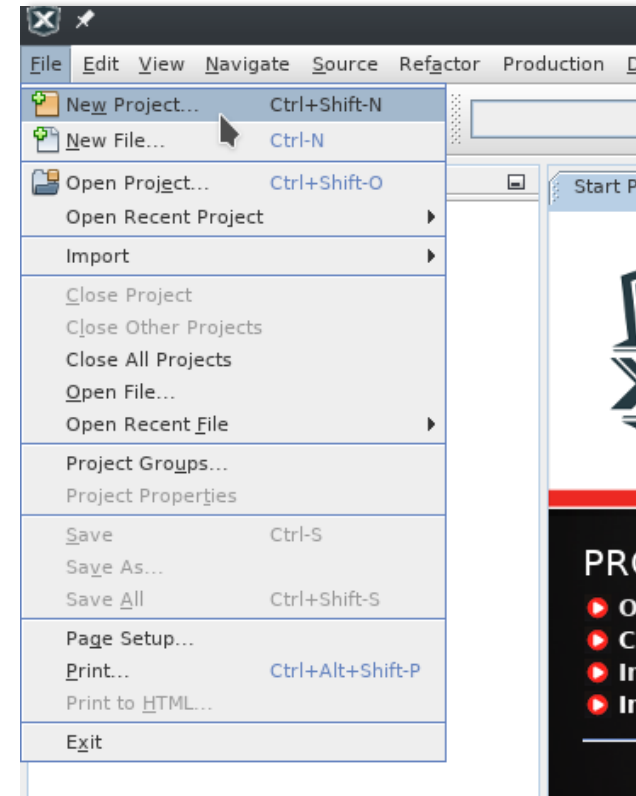 File Edit View Navigate Source Refactor Production
New Project... Ctrl+Shift-N
New File... Ctrl-N
Open Project... Ctrl+Shift-O
Start P
Open Recent Project
Import
Close Project
Close Other Projects
Close All Projects
Open File...
Open Recent File
Project Groups...
Project Properties
Save Ctrl-S
Save As...
Save All Ctrl+Shift-S
Page Setup...
Print... Ctrl+Alt+Shift-P
Print to HTML...
Exit
PRO
O
C
In
In